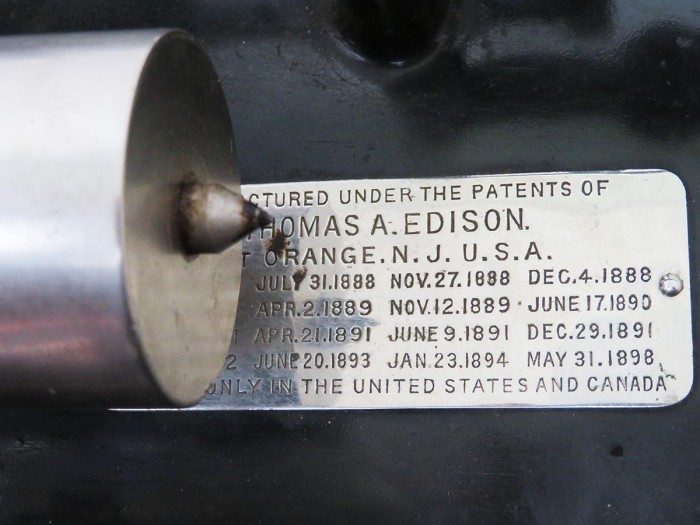 CTURED UNDER THE PATENTS OF
THOMAS A. EDISON.
T ORANGE. N. J. U. S. A.
JULY 31.1888 NOV. 27.1888 DEC. 4.1888
APR. 2.1889 NOV. 12.1889 · JUNE 17.1890
APR. 21.1891 JUNE 9.1891 DEC. 29.1891
2 JUNE 20.1893 JAN. 23.1894 MAY 31.1898
ONLY IN THE UNITED STATES AND CANADA